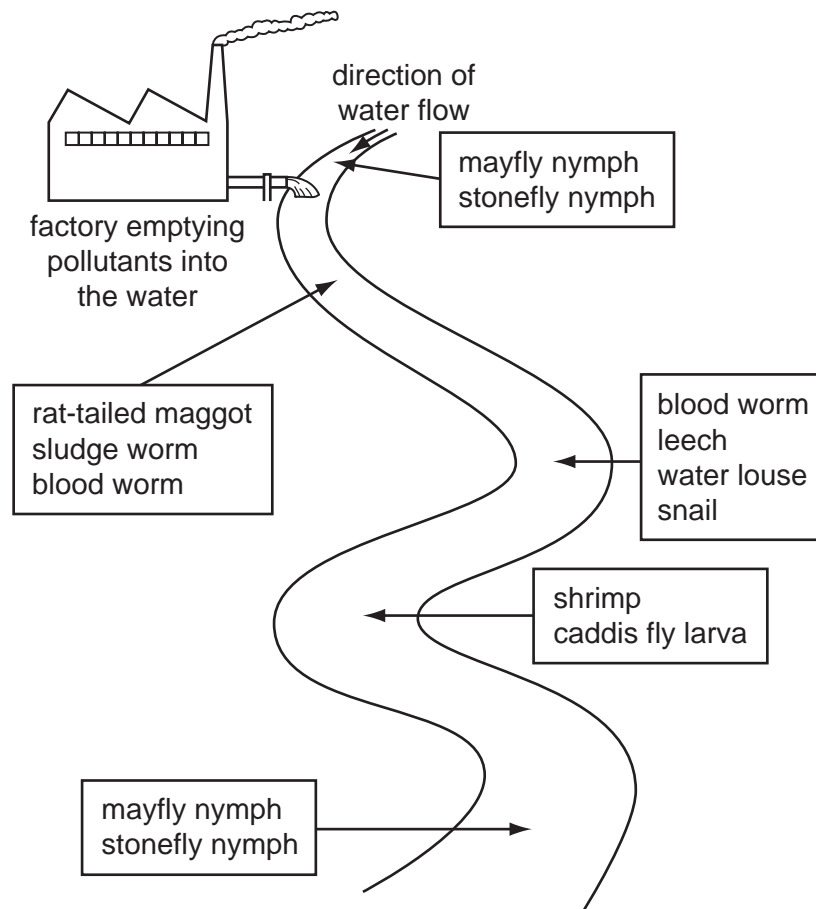 direction of
water flow
mayfly nymph
stonefly nymph
factory emptying
pollutants into
the water
rat-tailed maggot
sludge worm
blood worm
blood worm
leech
water louse
snail
shrimp
caddis fly larva
mayfly nymph
stonefly nymph